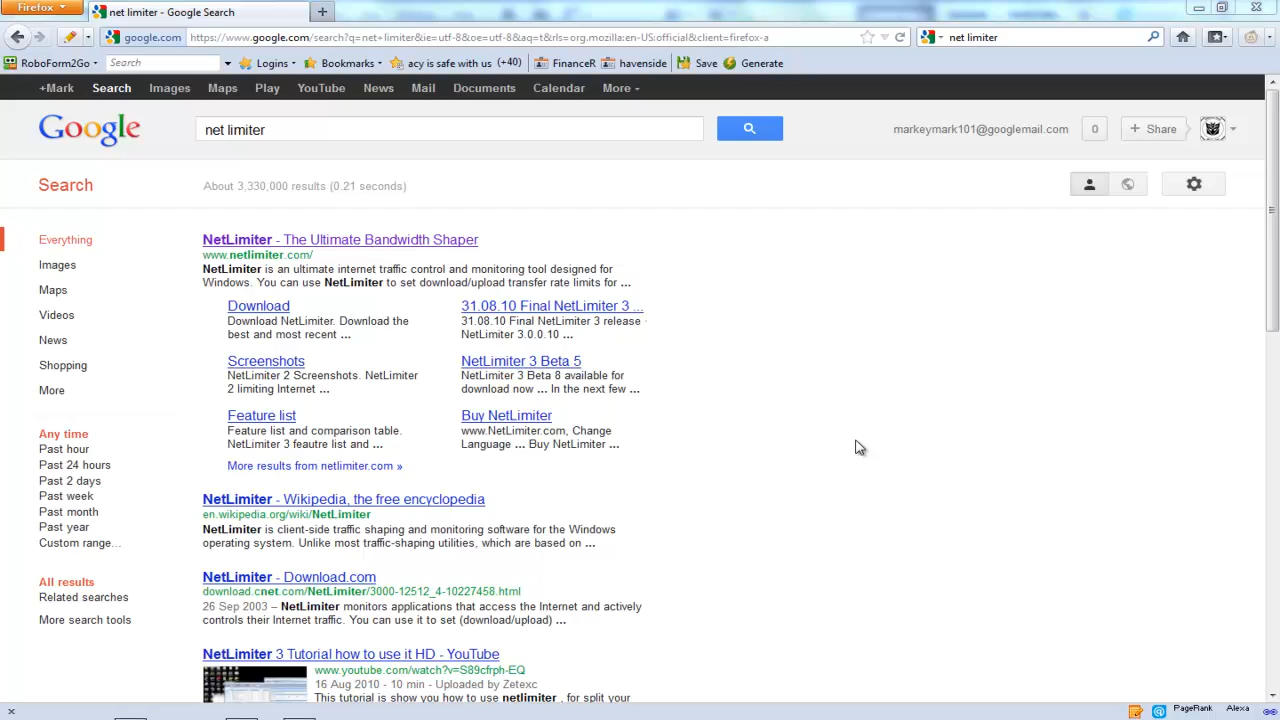 Firefox
net limiter - Google Search
google.com
https://www.google.com/search?q=net+limiter&ie=utf-8&oe=utf-8&aq=t&rls=org.mozilla:en-US:official&client=firefox-a
net limiter
RoboForm2Go
Search
Logins
Bookmarks
acy is safe with us (+40)
FinanceR
havenside
Save
Generate
+Mark
Search
Images
Maps
Play
YouTube
News
Mail
Documents
Calendar
More
Google
net limiter
markeymark101@googlemail.com
0
+ Share
Search
About 3,330,000 results (0.21 seconds)
Everything
Images
Maps
Videos
News
Shopping
More
Any time
Past hour
Past 24 hours
Past 2 days
Past week
Past month
Past year
Custom range...
All results
Related searches
More search tools
NetLimiter - The Ultimate Bandwidth Shaper
www.netlimiter.com/
NetLimiter is an ultimate internet traffic control and monitoring tool designed for
Windows. You can use NetLimiter to set download/upload transfer rate limits for ...
Download
Download NetLimiter. Download the
best and most recent ...
31.08.10 Final NetLimiter 3 ...
31.08.10 Final NetLimiter 3 release
NetLimiter 3.0.0.10 ...
Screenshots
NetLimiter 2 Screenshots. NetLimiter
2 limiting Internet ...
NetLimiter 3 Beta 5
NetLimiter 3 Beta 8 available for
download now ... In the next few ...
Feature list
Feature list and comparison table.
NetLimiter 3 feautre list and ...
Buy NetLimiter
www.NetLimiter.com, Change
Language ... Buy NetLimiter ...
More results from netlimiter.com »
NetLimiter - Wikipedia, the free encyclopedia
en.wikipedia.org/wiki/NetLimiter
NetLimiter is client-side traffic shaping and monitoring software for the Windows
operating system. Unlike most traffic-shaping utilities, which are based on ...
NetLimiter - Download.com
download.cnet.com/NetLimiter/3000-12512_4-10227458.html
26 Sep 2003 – NetLimiter monitors applications that access the Internet and actively
controls their Internet traffic. You can use it to set (download/upload) ...
NetLimiter 3 Tutorial how to use it HD - YouTube
www.youtube.com/watch?v=S89cfrph-EQ
16 Aug 2010 - 10 min - Uploaded by Zetexc
This tutorial is show you how to use netlimiter , for split your
PageRank
Alexa